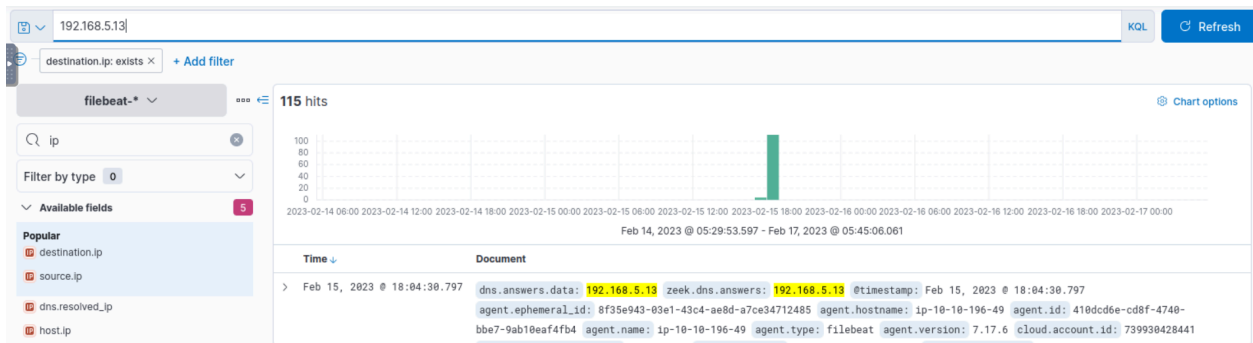 192.168.5.13
KQL
Refresh
destination.ip: exists ×
+ Add filter
filebeat-*
115 hits
Chart options
ip
Filter by type 0
Available fields 5
Popular
destination.ip
source.ip
dns.resolved_ip
host.ip
100
80
60
40
20
0
2023-02-14 06:00 2023-02-14 12:00 2023-02-14 18:00 2023-02-15 00:00 2023-02-15 06:00 2023-02-15 12:00 2023-02-15 18:00 2023-02-16 00:00 2023-02-16 06:00 2023-02-16 12:00 2023-02-16 18:00 2023-02-17 00:00
Feb 14, 2023 @ 05:29:53.597 - Feb 17, 2023 @ 05:45:06.061
Time ↓ Document
Feb 15, 2023 @ 18:04:30.797 dns.answers.data: 192.168.5.13 zeek.dns.answers: 192.168.5.13 @timestamp: Feb 15, 2023 @ 18:04:30.797
agent.ephemeral_id: 8f35e943-03e1-43c4-ae8d-a7ce34712485 agent.hostname: ip-10-10-196-49 agent.id: 410dcd6e-cd8f-4740-
bbe7-9ab10eaf4fb4 agent.name: ip-10-10-196-49 agent.type: filebeat agent.version: 7.17.6 cloud.account.id: 739930428441